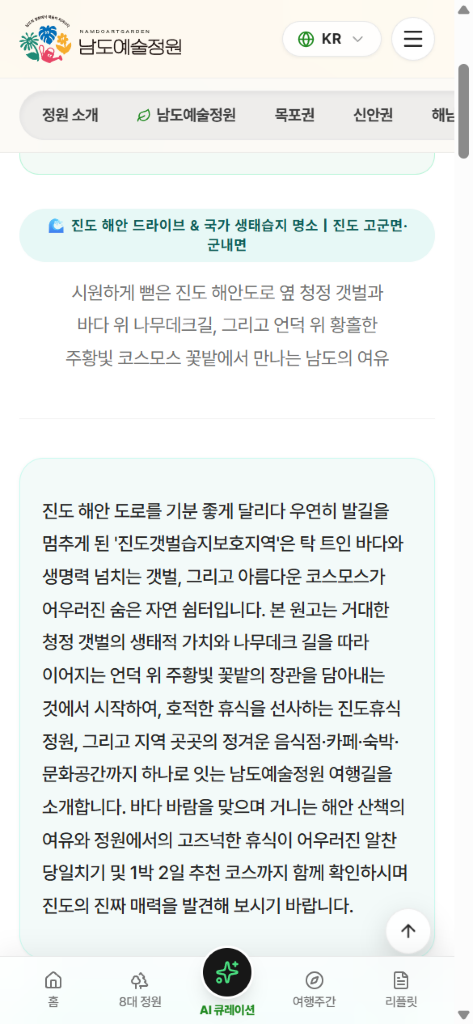 NAMDOARTGARDEN
남도예술정원
KR
정원 소개
남도예술정원
목포권
신안권
진도 해안 드라이브 & 국가 생태습지 명소 | 진도 고군면·
군내면
시원하게 뻗은 진도 해안도로 옆 청정 갯벌과
바다 위 나무데크길, 그리고 언덕 위 황홀한
주황빛 코스모스 꽃밭에서 만나는 남도의 여유
진도 해안 도로를 기분 좋게 달리다 우연히 발길을
멈추게 된 '진도갯벌습지보호지역'은 탁 트인 바다와
생명력 넘치는 갯벌, 그리고 아름다운 코스모스가
어우러진 숨은 자연 쉼터입니다. 본 원고는 거대한
청정 갯벌의 생태적 가치와 나무데크 길을 따라
이어지는 언덕 위 주황빛 꽃밭의 장관을 담아내는
것에서 시작하여, 호적한 휴식을 선사하는 진도휴식
정원, 그리고 지역 곳곳의 정겨운 음식점·카페·숙박·
문화공간까지 하나로 잇는 남도예술정원 여행길을
소개합니다. 바다 바람을 맞으며 거니는 해안 산책의
여유와 정원에서의 고즈넉한 휴식이 어우러진 알찬
당일치기 및 1박 2일 추천 코스까지 함께 확인하시며
진도의 진짜 매력을 발견해 보시기 바랍니다.
홈
8대 정원
AI 큐레이션
여행주간
리플릿